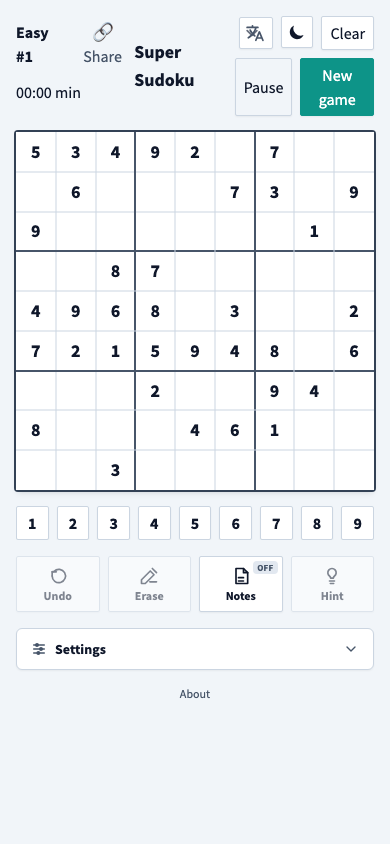 Easy #1
00:00 min
Share
Super Sudoku
Clear
Pause
New game
5 3 4 9 2 7
6 7 3 9
9 1
8 7
4 9 6 8 3 2
7 2 1 5 9 4 8 6
2 9 4
8 4 6 1
3
1 2 3 4 5 6 7 8 9
Undo
Erase
OFF
Notes
Hint
Settings
About